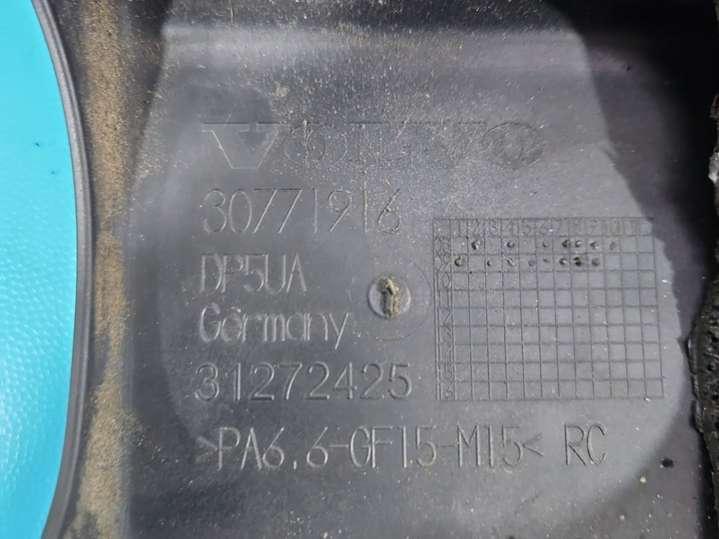 VOLVO
30771916
DP5UA
Germany
31272425
>PA6.6-GF15-M15< RC